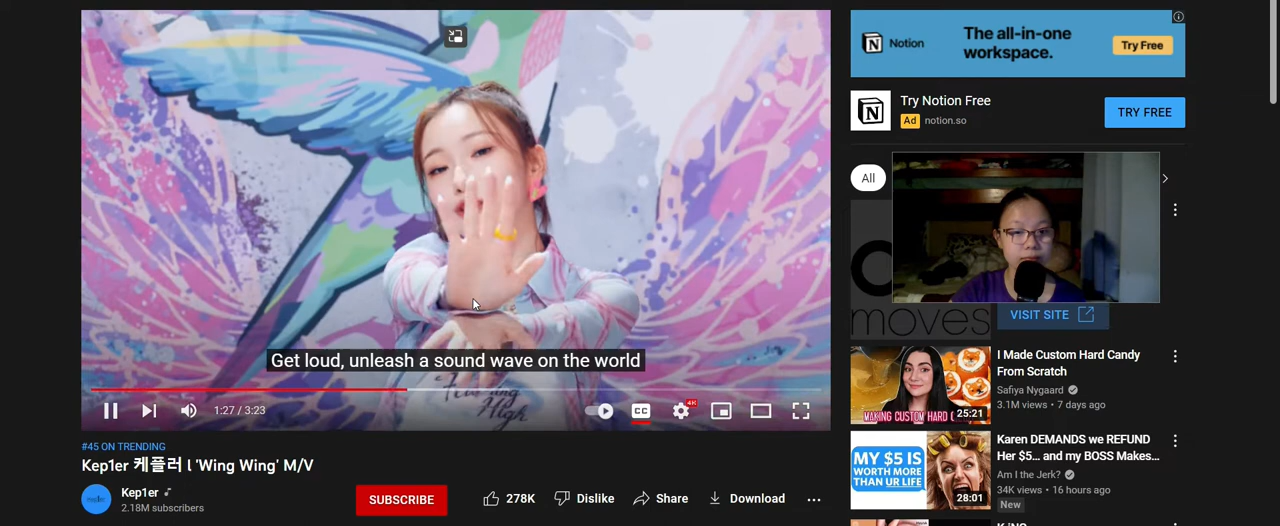 Get loud, unleash a sound wave on the world
1:27 / 3:23
CC
4K
#45 ON TRENDING
Kep1er 케플러 l 'Wing Wing' M/V
Kep1er
2.18M subscribers
SUBSCRIBE
278K
Dislike
Share
Download
Notion
The all-in-one
workspace.
Try Free
Try Notion Free
Ad notion.so
TRY FREE
All
moves
VISIT SITE
I Made Custom Hard Candy
From Scratch
Safiya Nygaard
3.1M views • 7 days ago
MAKING CUSTOM HARD
25:21
Karen DEMANDS we REFUND
Her $5... and my BOSS Makes...
Am I the Jerk?
34K views • 16 hours ago
New
MY $5 IS
WORTH MORE
THAN UR LIFE
28:01